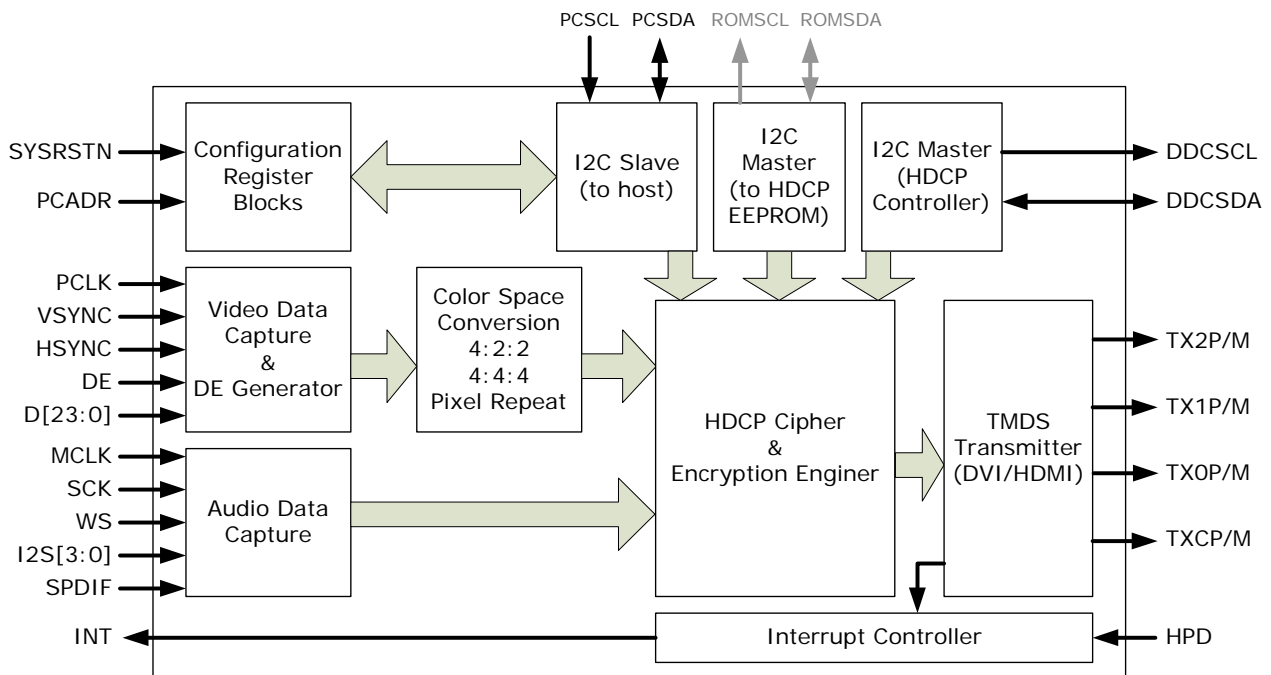 PCSCL
PCSDA
ROMSCL
ROMSDA
SYSRSTN
PCADR
Configuration
Register
Blocks
I2C Slave
(to host)
I2C
Master
(to HDCP
EEPROM)
I2C Master
(HDCP
Controller)
DDCSCL
DDCSDA
PCLK
VSYNC
HSYNC
DE
D[23:0]
Video Data
Capture
&
DE Generator
Color Space
Conversion
4:2:2
4:4:4
Pixel Repeat
HDCP Cipher
&
Encryption Enginer
TMDS
Transmitter
(DVI/HDMI)
TX2P/M
TX1P/M
TX0P/M
TXCP/M
MCLK
SCK
WS
I2S[3:0]
SPDIF
Audio Data
Capture
INT
Interrupt Controller
HPD